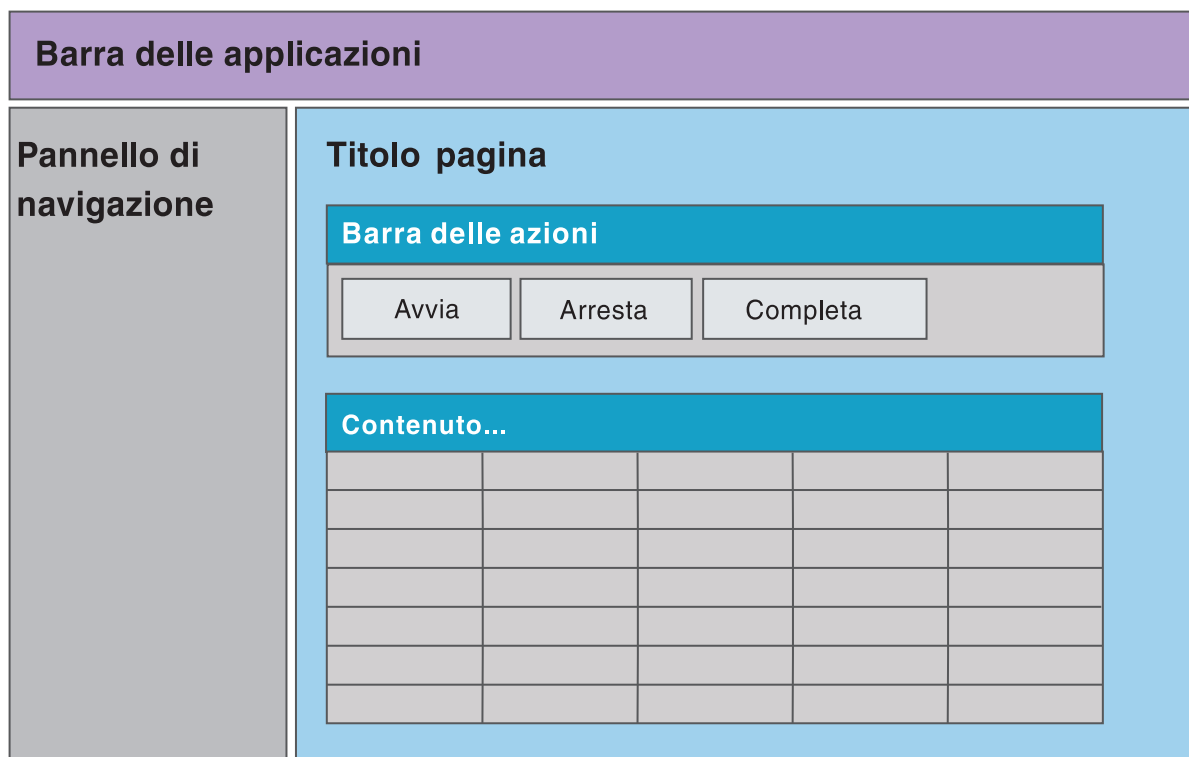 Barra delle applicazioni
Pannello di
navigazione
Titolo pagina
Barra delle azioni
Avvia
Arresta
Completa
Contenuto...